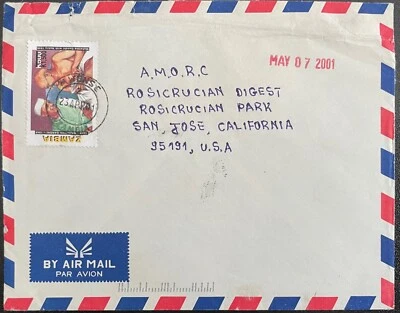 MAY 07 2001
A.M.O.R.C
ROSICRUCIAN DIGEST
ROSICRUCIAN PARK
SAN, JOSE, CALIFORNIA
95191, U.S.A
ZAMBIA
BY AIR MAIL
PAR AVION